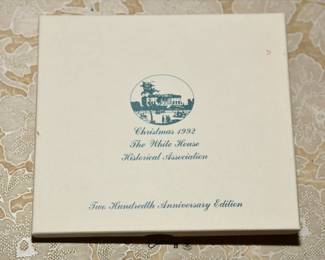 Christmas 1992
The White House
Historical Association
Two Hundredth Anniversary Edition